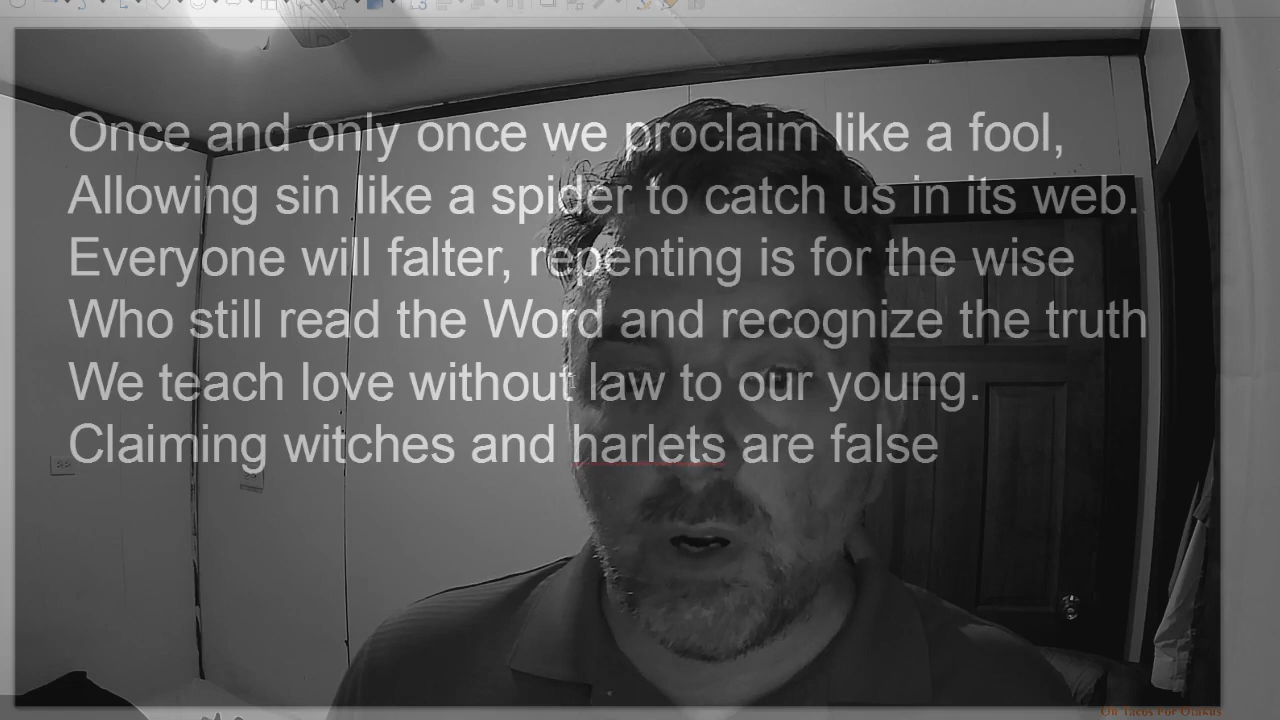 Once and only once we proclaim like a fool,
Allowing sin like a spider to catch us in its web.
Everyone will falter, repenting is for the wise
Who still read the Word and recognize the truth
We teach love without law to our young.
Claiming witches and harlets are false